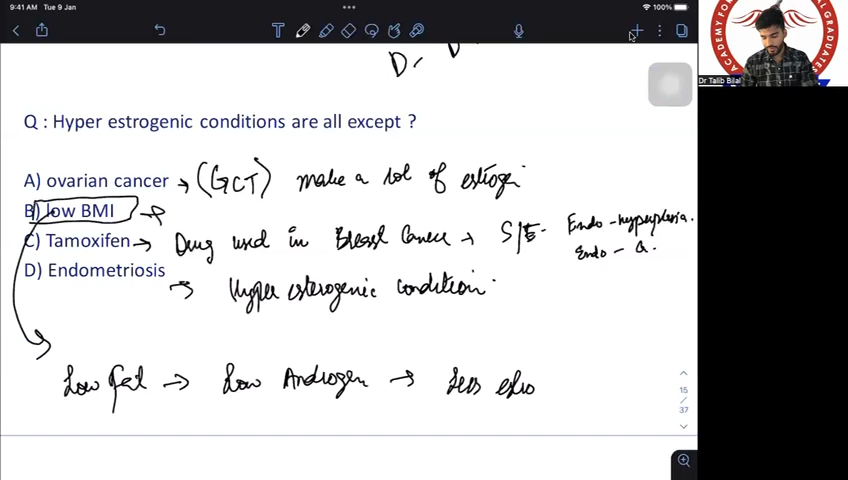 9:41 AM Tue 9 Jan
100%
ACADEMY FOR
GRADUATES
Dr Talib Bilal
Q : Hyper estrogenic conditions are all except ?
A) ovarian cancer → (GCT) make a lot of estrogen
B) low BMI
C) Tamoxifen → Drug used in Breast Cancer → S/E Endo-hyperplasia.
Endo - a.
D) Endometriosis
→ Hyper esterogenic condition.
Low fat → Low Androgen → less estro
15
/
37